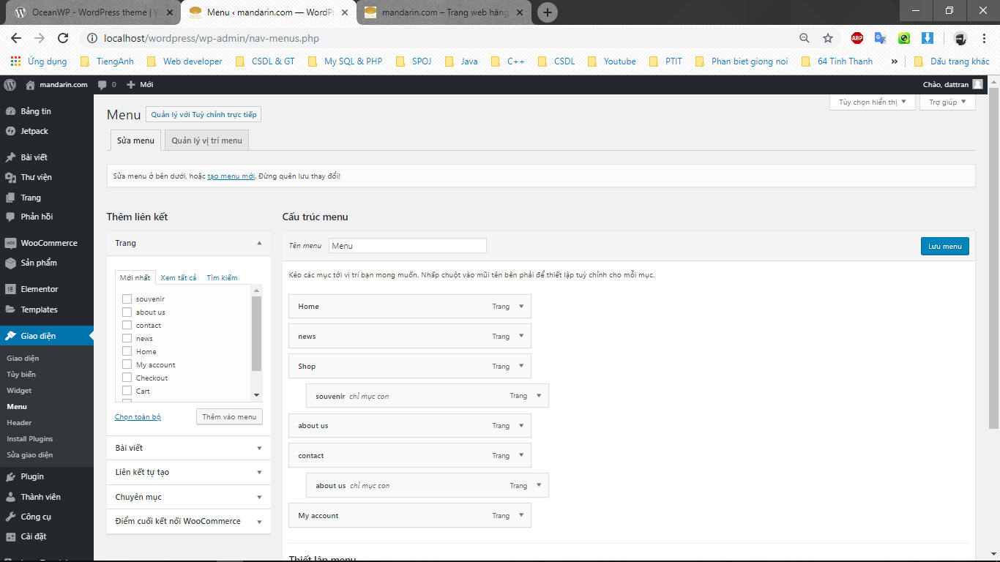 OceanWP - WordPress theme | W
Menu ‹ mandarin.com — WordPr
mandarin.com – Trang web hàng
localhost/wordpress/wp-admin/nav-menus.php
ABP
Ứng dụng TiengAnh Web developer CSDL & GT My SQL & PHP SPOJ Java C++ CSDL Youtube PTIT Phan biet giong noi 64 Tinh Thanh » Dấu trang khác
mandarin.com 0 Mới Chào, dattran
Tùy chọn hiển thị Trợ giúp
Bảng tin
Jetpack
Bài viết
Thư viện
Trang
Phản hồi
WooCommerce
Sản phẩm
Elementor
Templates
Giao diện
Giao diện
Tùy biến
Widget
Menu
Header
Install Plugins
Sửa giao diện
Plugin
Thành viên
Công cụ
Cài đặt
Menu Quản lý với Tuỳ chỉnh trực tiếp
Sửa menu Quản lý vị trí menu
Sửa menu ở bên dưới, hoặc tạo menu mới. Đừng quên lưu thay đổi!
Thêm liên kết
Trang
Mới nhất Xem tất cả Tìm kiếm
souvenir
about us
contact
news
Home
My account
Checkout
Cart
Chọn toàn bộ Thêm vào menu
Bài viết
Liên kết tự tạo
Chuyên mục
Điểm cuối kết nối WooCommerce
Cấu trúc menu
Tên menu Menu Lưu menu
Kéo các mục tới vị trí bạn mong muốn. Nhấp chuột vào mũi tên bên phải để thiết lập tuỳ chỉnh cho mỗi mục.
Home Trang
news Trang
Shop Trang
souvenir chỉ mục con Trang
about us Trang
contact Trang
about us chỉ mục con Trang
My account Trang
Thiết lập menu